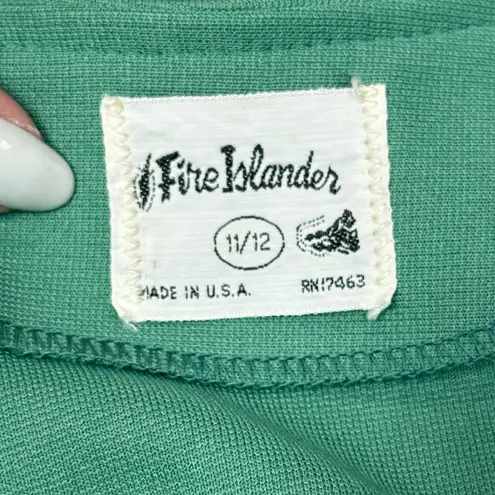 Fire Islander
11/12
MADE IN U.S.A.
RN17463